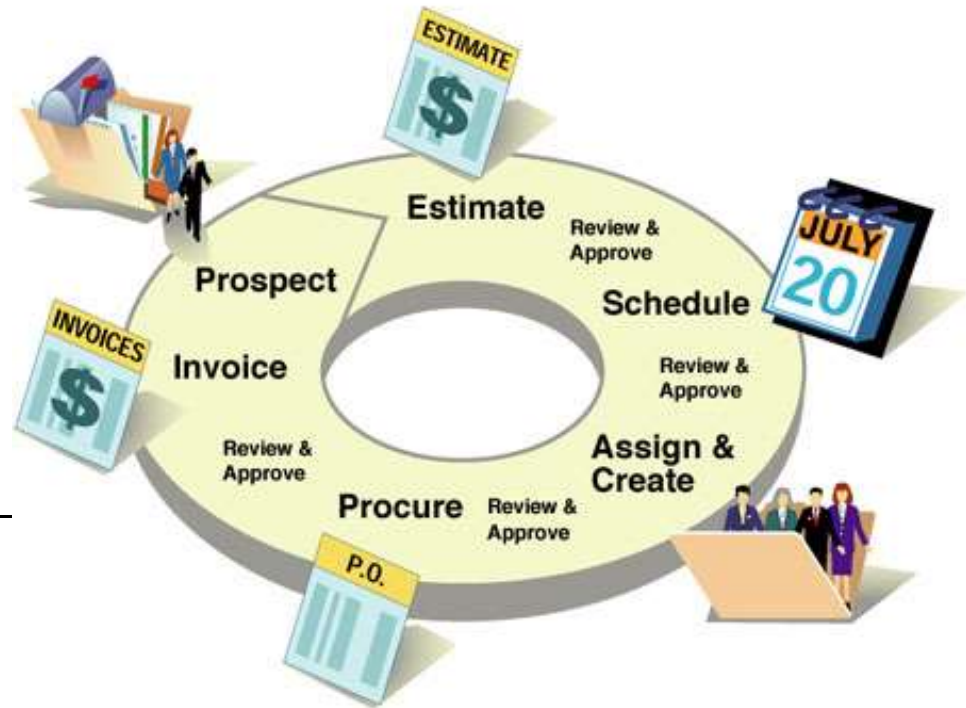 ESTIMATE
$
Estimate
Review &
Approve
JULY
20
Schedule
Review &
Approve
Assign &
Create
Review &
Approve
Procure
P.O.
Review &
Approve
Invoice
INVOICES
$
Prospect